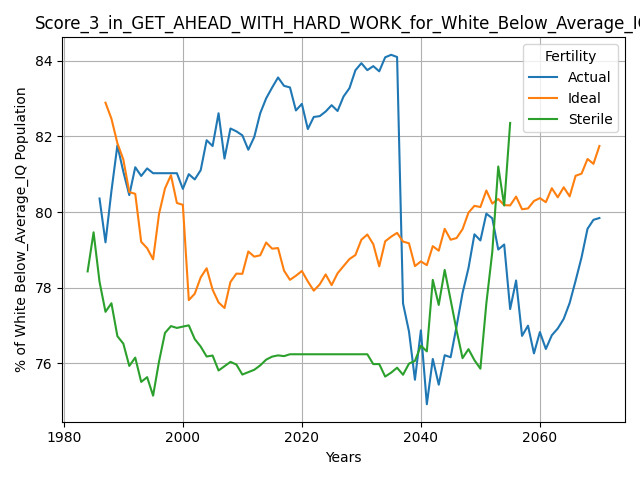 Score_3_in_GET_AHEAD_WITH_HARD_WORK_for_White_Below_Average_IQ
Fertility
Actual
Ideal
Sterile
% of White Below_Average_IQ Population
84
82
80
78
76
1980
2000
2020
2040
2060
Years